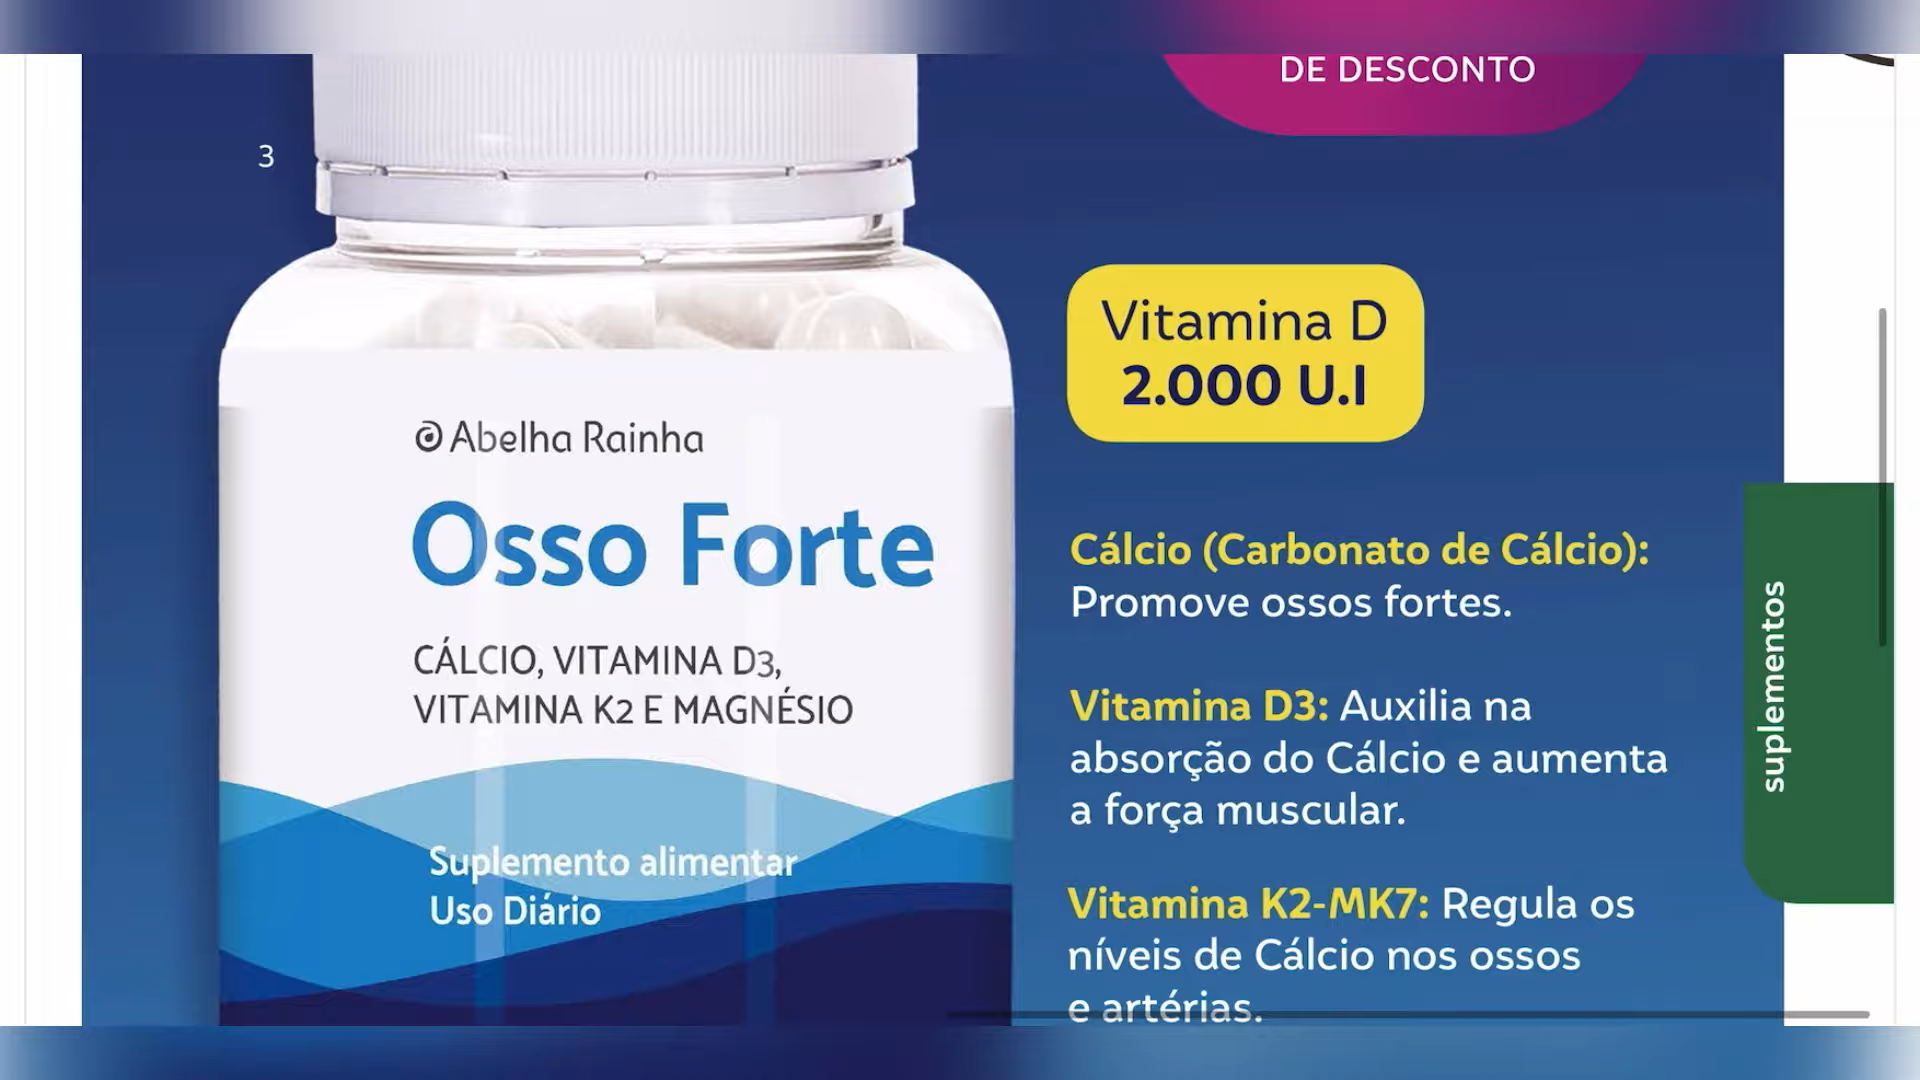 DE DESCONTO
3
Vitamina D
2.000 U.I
Abelha Rainha
Osso Forte
CÁLCIO, VITAMINA D3,
VITAMINA K2 E MAGNÉSIO
Suplemento alimentar
Uso Diário
Cálcio (Carbonato de Cálcio):
Promove ossos fortes.
Vitamina D3: Auxilia na
absorção do Cálcio e aumenta
a força muscular.
Vitamina K2-MK7: Regula os
níveis de Cálcio nos ossos
e artérias.
suplementos